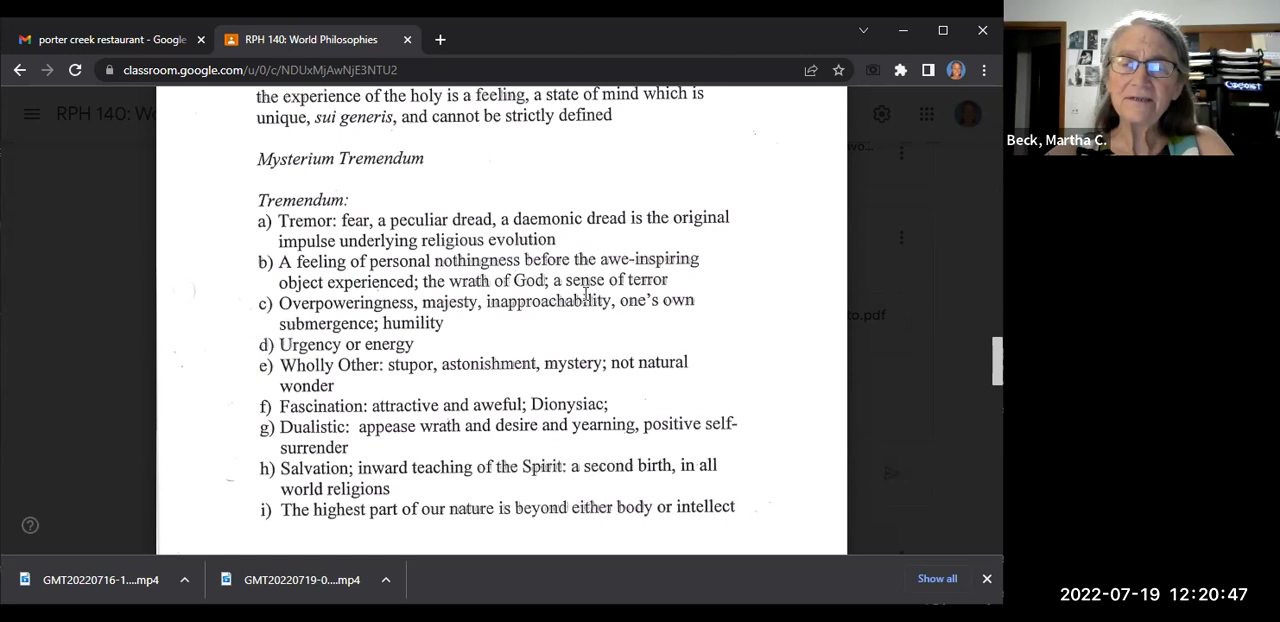 porter creek restaurant - Google
RPH 140: World Philosophies
classroom.google.com/u/0/c/NDUxMjAwNjE3NTU2
RPH 140: Wo
the experience of the holy is a feeling, a state of mind which is
unique, sui generis, and cannot be strictly defined
Mysterium Tremendum
Tremendum:
a) Tremor: fear, a peculiar dread, a daemonic dread is the original
impulse underlying religious evolution
b) A feeling of personal nothingness before the awe-inspiring
object experienced; the wrath of God; a sense of terror
c) Overpoweringness, majesty, inapproachability, one's own
submergence; humility
d) Urgency or energy
e) Wholly Other: stupor, astonishment, mystery; not natural
wonder
f) Fascination: attractive and aweful; Dionysiac;
g) Dualistic: appease wrath and desire and yearning, positive self-
surrender
h) Salvation; inward teaching of the Spirit: a second birth, in all
world religions
i) The highest part of our nature is beyond either body or intellect
to.pdf
GMT20220716-1....mp4
GMT20220719-0....mp4
Show all
Beck, Martha C.
2022-07-19 12:20:47